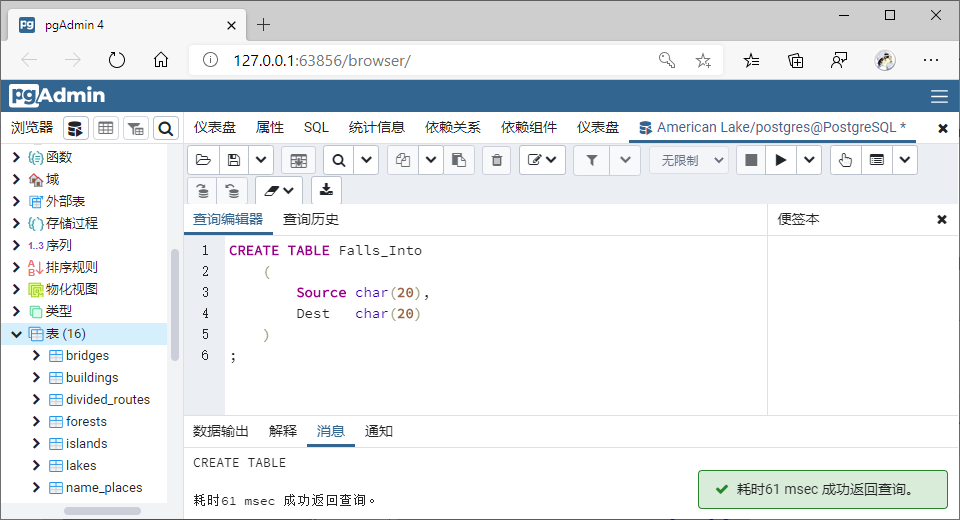 pgAdmin 4
127.0.0.1:63856/browser/
pgAdmin
浏览器
仪表盘 属性 SQL 统计信息 依赖关系 依赖组件 仪表盘 American Lake/postgres@PostgreSQL *
无限制
函数
域
外部表
存储过程
1..3 序列
排序规则
物化视图
类型
表 (16)
bridges
buildings
divided_routes
forests
islands
lakes
name_places
查询编辑器 查询历史 便签本
1 CREATE TABLE Falls_Into
2 (
3 Source char(20),
4 Dest char(20)
5 )
6 ;
数据输出 解释 消息 通知
CREATE TABLE
耗时61 msec 成功返回查询。
耗时61 msec 成功返回查询。